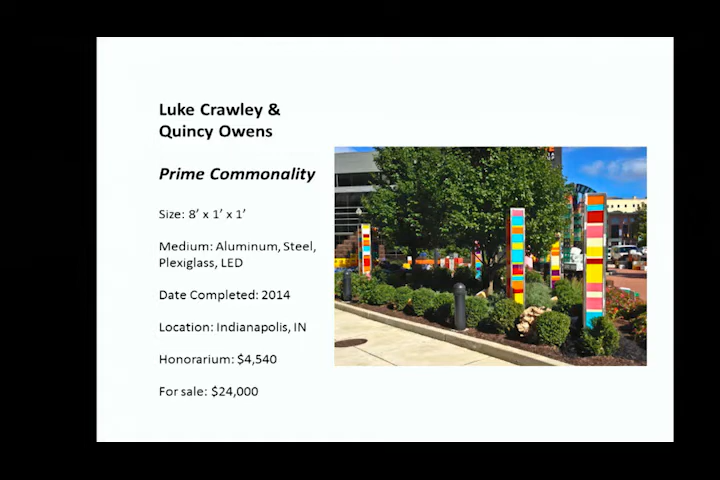 Luke Crawley &
Quincy Owens
Prime Commonality
Size: 8’ x 1’ x 1’
Medium: Aluminum, Steel,
Plexiglass, LED
Date Completed: 2014
Location: Indianapolis, IN
Honorarium: $4,540
For sale: $24,000